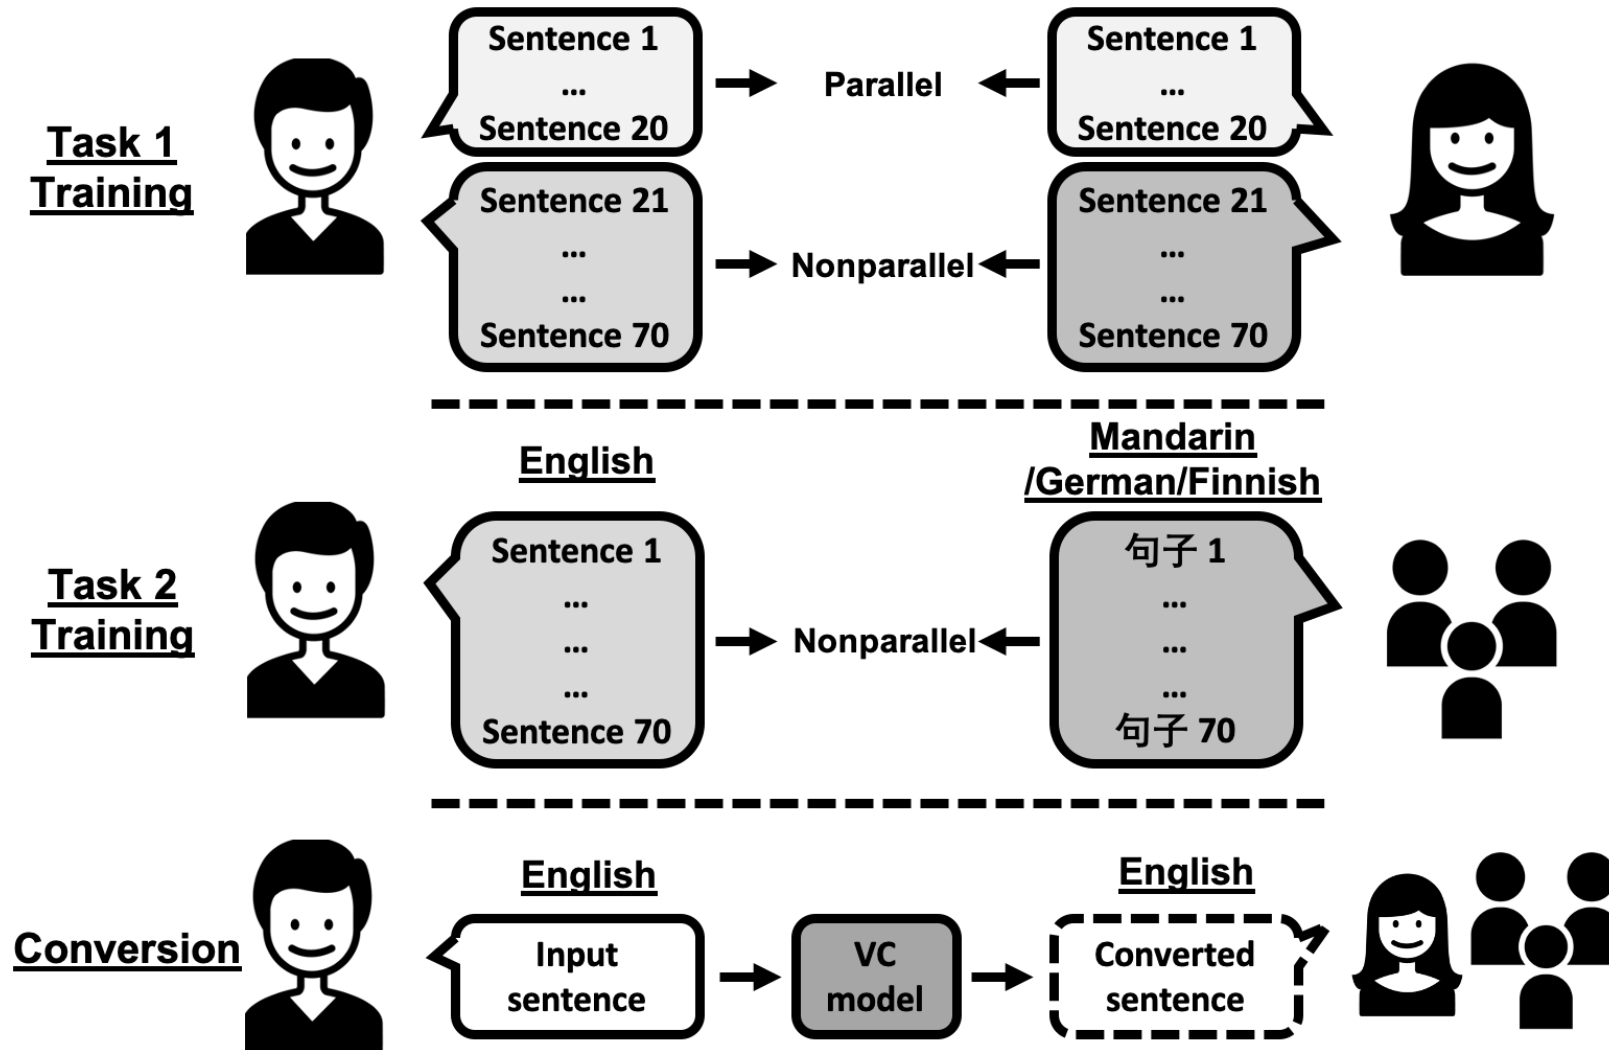 Task 1
Training
Sentence 1
...
Sentence 20
Parallel
Sentence 1
...
Sentence 20
Sentence 21
...
...
Sentence 70
Nonparallel
Sentence 21
...
...
Sentence 70
Task 2
Training
English
Sentence 1
...
...
...
Sentence 70
Nonparallel
Mandarin
/German/Finnish
句子 1
...
...
...
句子 70
Conversion
English
Input
sentence
VC
model
English
Converted
sentence